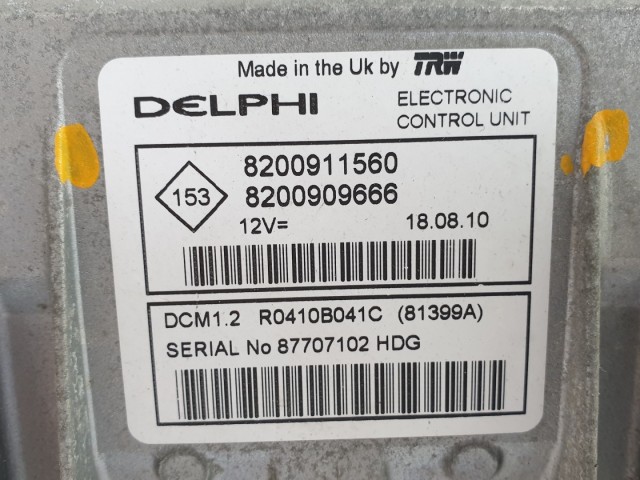 Made in the Uk by TRW
DELPHI
ELECTRONIC
CONTROL UNIT
153
8200911560
8200909666
12V=
18.08.10
DCM1.2 R0410B041C (81399A)
SERIAL No 87707102 HDG